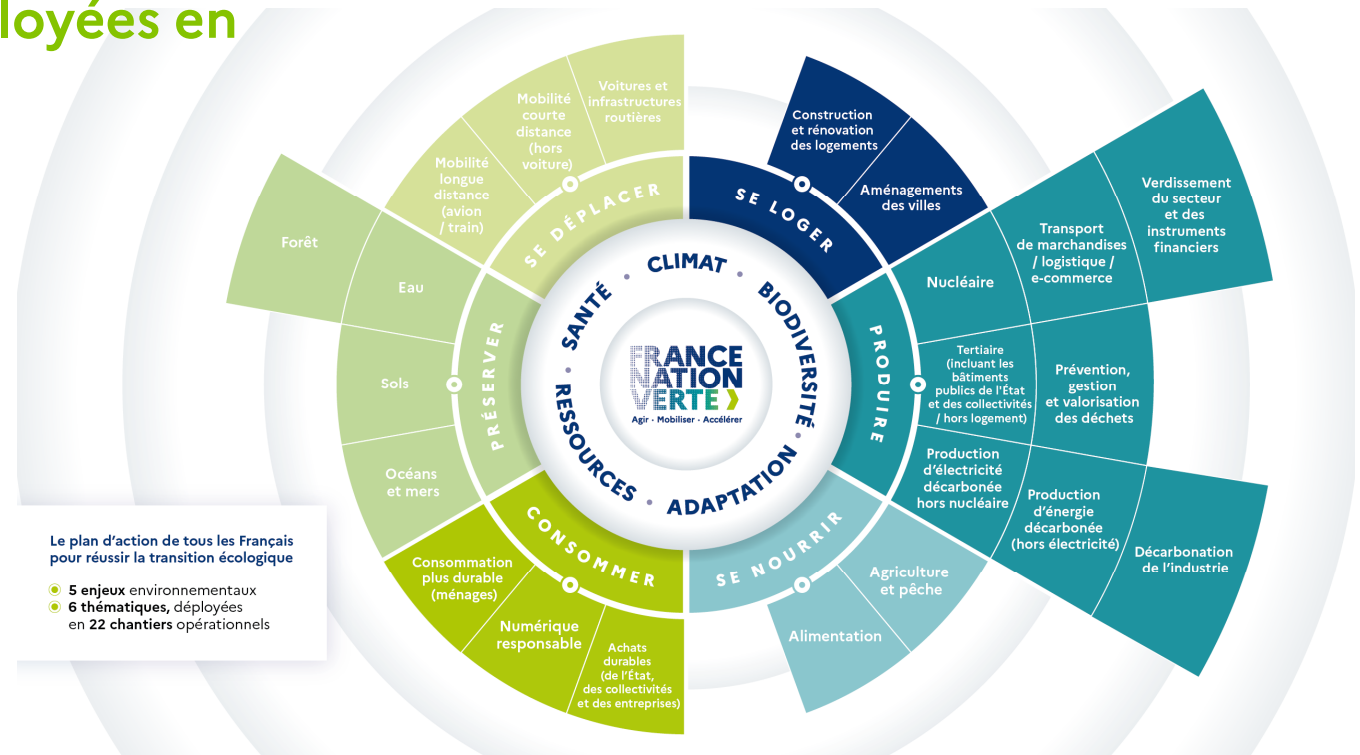 loyées en
Voitures et
infrastructures
routières
Mobilité
courte
distance
(hors
voiture)
Mobilité
longue
distance
(avion
/ train)
SE DÉPLACER
Construction
et rénovation
des logements
Aménagements
des villes
SE LOGER
Forêt
Eau
Sols
Océans
et mers
PRÉSERVER
CLIMAT
BIODIVERSITÉ
ADAPTATION
RESSOURCES
SANTÉ
FRANCE
NATION
VERTE
Agir · Mobiliser · Accélérer
PRODUIRE
Nucléaire
Transport
de marchandises
/ logistique /
e-commerce
Verdissement
du secteur
et des
instruments
financiers
Tertiaire
(incluant les
bâtiments
publics de l'État
et des collectivités
/ hors logement)
Prévention,
gestion
et valorisation
des déchets
Production
d'électricité
décarbonée
hors nucléaire
Production
d'énergie
décarbonée
(hors électricité)
Décarbonation
de l'industrie
CONSOMMER
Consommation
plus durable
(ménages)
Numérique
responsable
Achats
durables
(de l'État,
des collectivités
et des entreprises)
SE NOURRIR
Agriculture
et pêche
Alimentation
Le plan d'action de tous les Français
pour réussir la transition écologique
5 enjeux environnementaux
6 thématiques, déployées
en 22 chantiers opérationnels